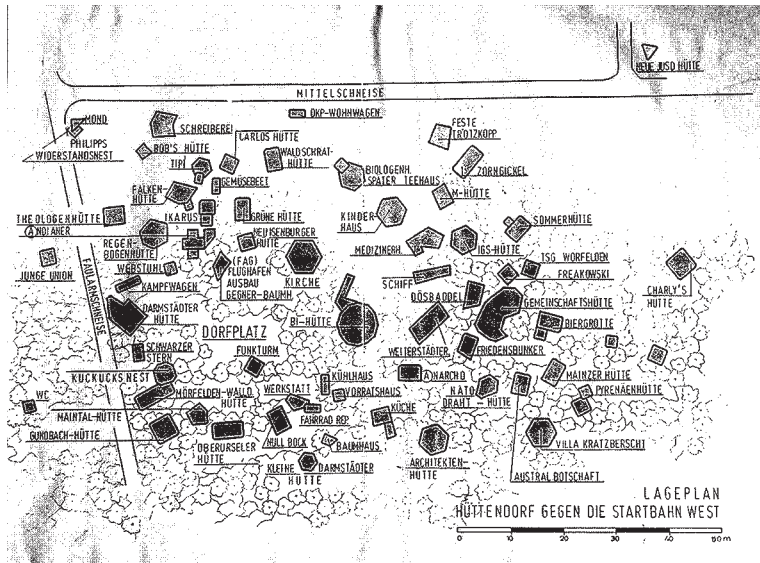 NEUE JUSO HÜTTE
MITTELSCHNEISE
DKP-WOHNWAGEN
MOND
PHILIPPS
WIDERSTANDSNEST
SCHREIBEREI
CARLOS HÜTTE
FESTE
TROTZKOPP
BOB'S HÜTTE
TIPI
WALDSCHRAT-
HÜTTE
BIOLOGENH.
SPÄTER TEEHAUS
ZORNGICKEL
GEMÜSEBEET
FALKEN-
HÜTTE
M-HÜTTE
THEOLOGENHÜTTE
IKARUS
GRÜNE HÜTTE
KINDER-
HAUS
SOMMERHÜTTE
ⒶNDIANER
REGEN-
BOGENHÜTTE
NEU ISENBURGER
HÜTTE
MEDIZINERH.
IGS-HÜTTE
TSG WORFELDEN
JUNGE UNION
WEBSTUHL
(FAG)
FLUGHAFEN
AUSBAU
GEGNER-BAUMH.
KIRCHE
SCHIFF
FREAKOWSKI
CHARLY'S
HÜTTE
FAULBRUCHSCHNEISE
KAMPFWAGEN
DÖSBADDEL
GEMEINSCHAFTSHÜTTE
DARMSTÄDTER
HÜTTE
DORFPLATZ
BI-HÜTTE
BIERGROTTE
SCHWARZER
STERN
WEITERSTÄDTER
FRIEDENSBUNKER
FUNKTURM
KUCKUCKSNEST
KÜHLHAUS
ⒶNARCHO
MAINZER HÜTTE
WC
MÖRFELDEN-WALD.
HÜTTE
WERKSTATT
VORRATSHAUS
NATO
DRAHT-HÜTTE
PYRENÄENHÜTTE
MAINTAL-HÜTTE
FAHRRAD REP.
KÜCHE
GUNDBACH-HÜTTE
OBERURSELER
HÜTTE
NULL BOCK
BAUMHAUS
VILLA KRATZBERSCHT
KLEINE DARMSTÄDTER
HÜTTE
ARCHITEKTEN-
HÜTTE
AUSTRAL.BOTSCHAFT
LAGEPLAN
HÜTTENDORF GEGEN DIE STARTBAHN WEST
0 10 20 30 40 50m